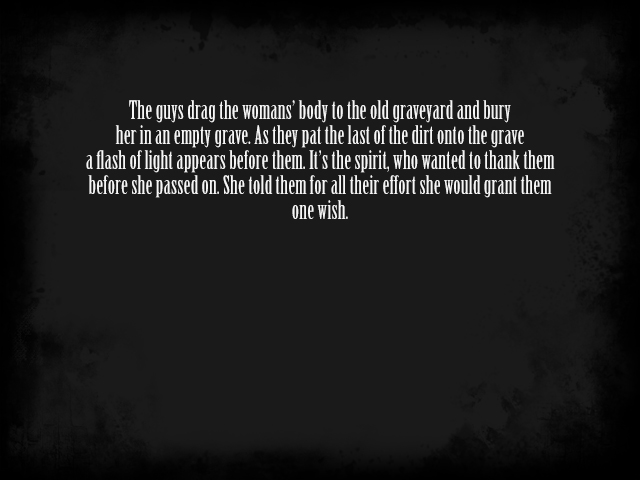 The guys drag the womans’ body to the old graveyard and bury
her in an empty grave. As they pat the last of the dirt onto the grave
a flash of light appears before them. It’s the spirit, who wanted to thank them
before she passed on. She told them for all their effort she would grant them
one wish.